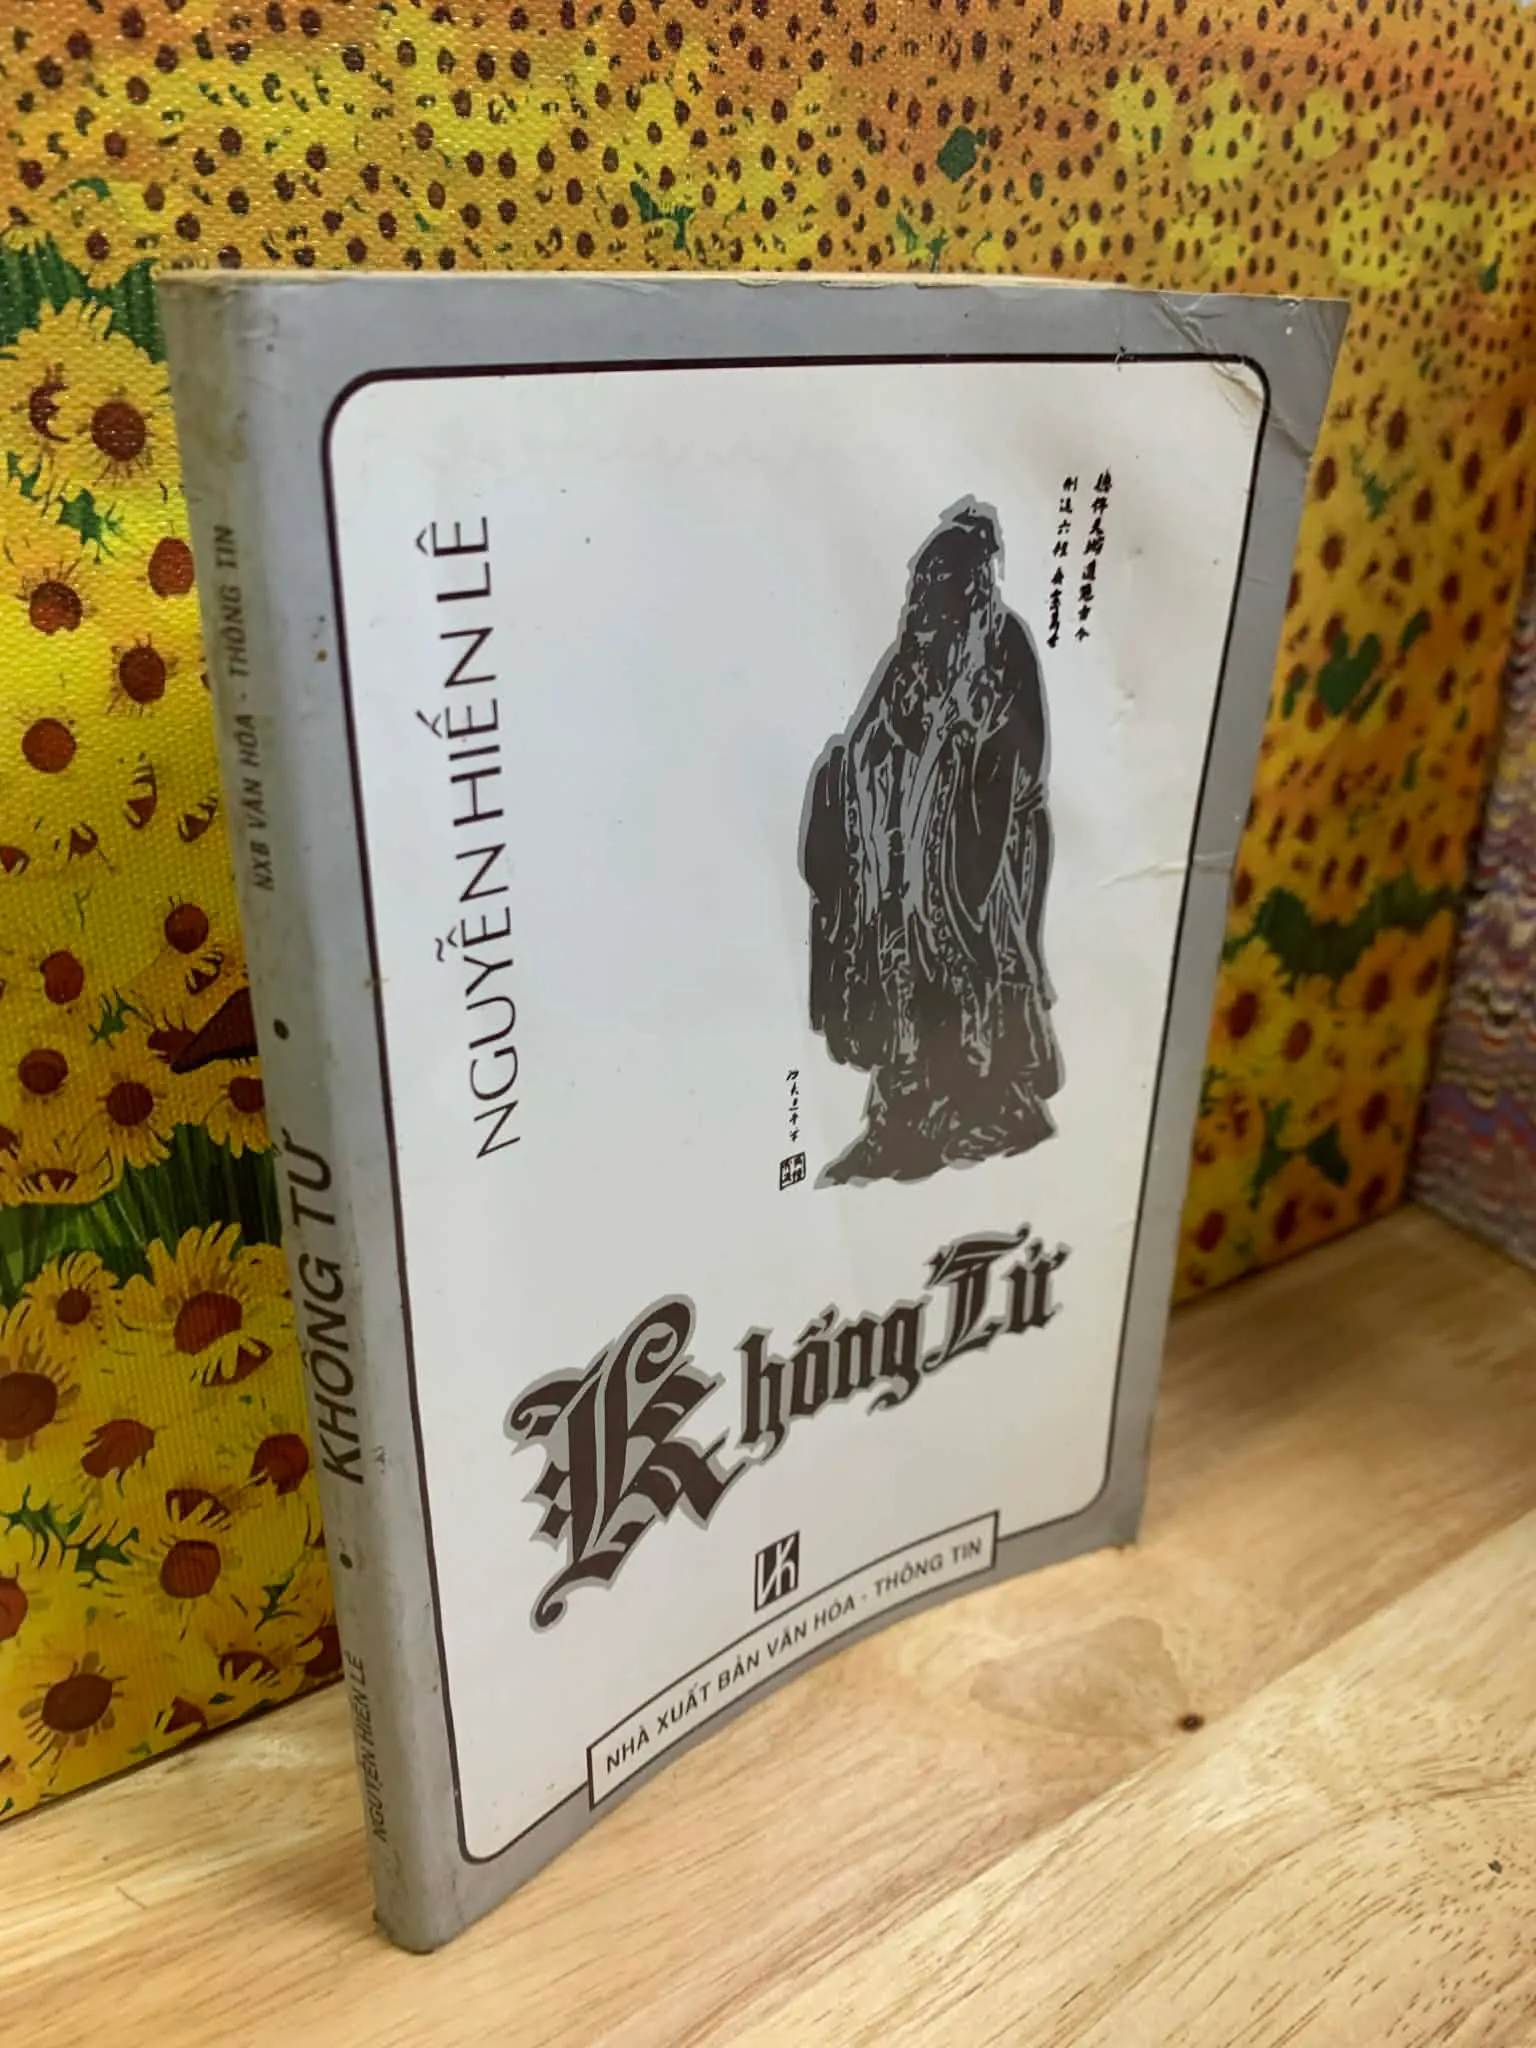 NGUYỄN HIẾN LÊ
Khổng Tử
NHÀ XUẤT BẢN VĂN HÓA - THÔNG TIN
NGUYỄN HIẾN LÊ • KHỔNG TỬ • NXB VĂN HÓA - THÔNG TIN